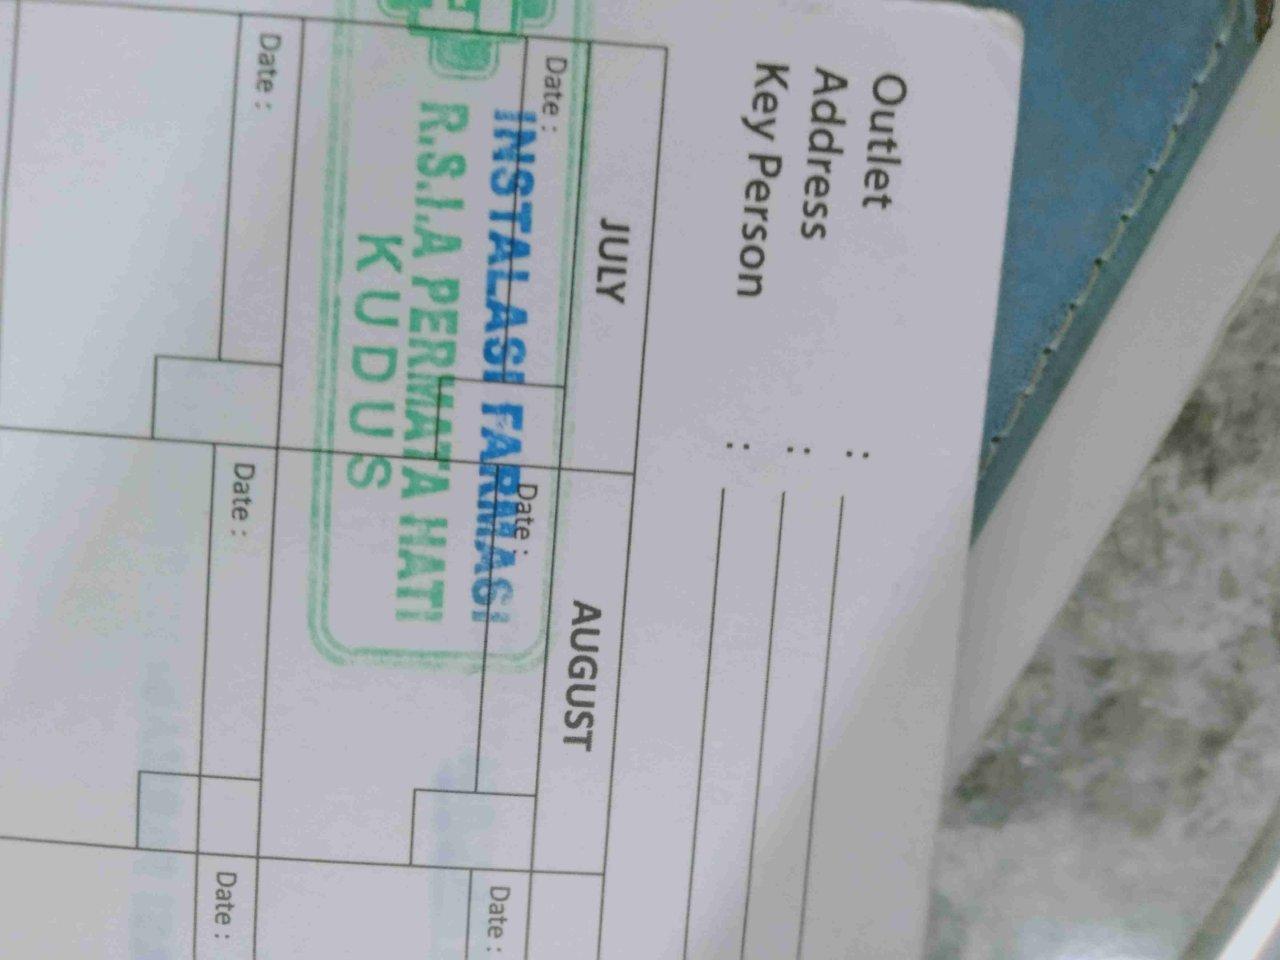 Outlet :
Address :
Key Person :
JULY AUGUST
Date : Date : Date :
INSTALASI FARMASI
R.S.I.A PERMATA HATI
KUDUS
Date : Date : Date :